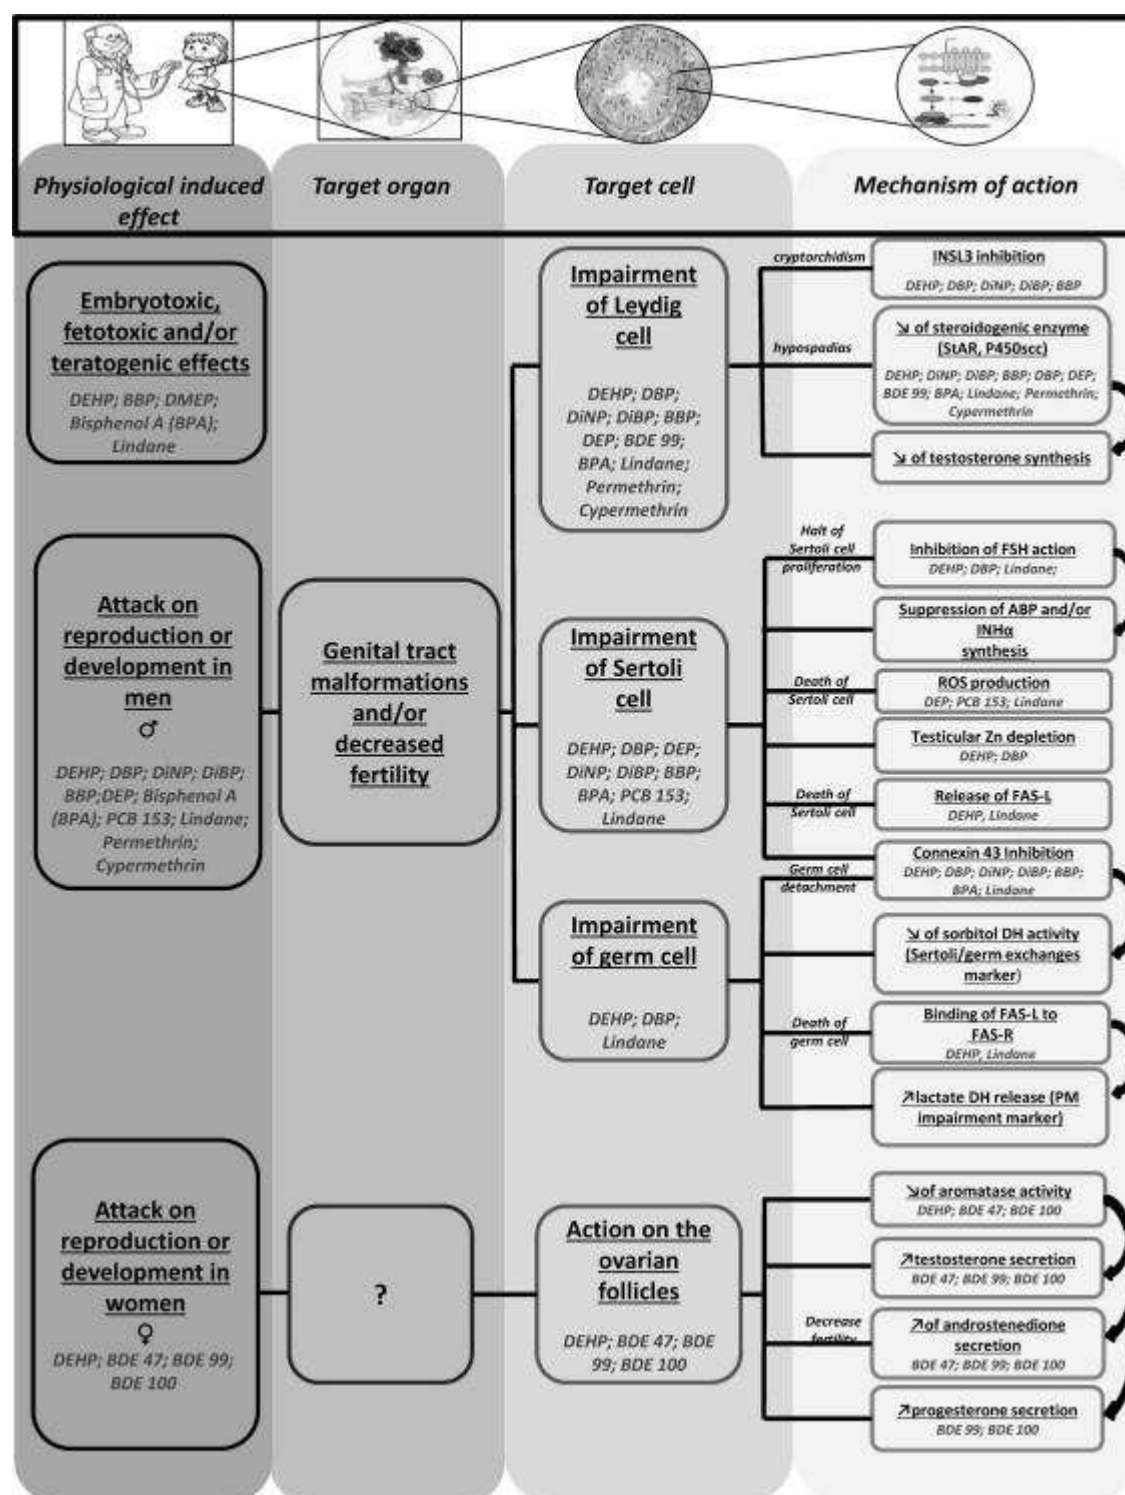 Physiological induced
effect
Target organ
Target cell
Mechanism of action
Embryotoxic,
fetotoxic and/or
teratogenic effects
DEHP; BBP; DMEP;
Bisphenol A (BPA);
Lindane
Attack on
reproduction or
development in
men
♂
DEHP; DBP; DiNP; DiBP;
BBP;DEP; Bisphenol A
(BPA); PCB 153; Lindane;
Permethrin;
Cypermethrin
Genital tract
malformations
and/or
decreased
fertility
Impairment
of Leydig
cell
DEHP; DBP;
DiNP; DiBP; BBP;
DEP; BDE 99;
BPA; Lindane;
Permethrin;
Cypermethrin
cryptorchidism
INSL3 inhibition
DEHP; DBP; DiNP; DiBP; BBP
hypospadias
↘ of steroidogenic enzyme
(StAR, P450scc)
DEHP; DiNP; DiBP; BBP; DBP; DEP;
BDE 99; BPA; Lindane; Permethrin;
Cypermethrin
↘ of testosterone synthesis
Impairment
of Sertoli
cell
DEHP; DBP; DEP;
DiNP; DiBP; BBP;
BPA; PCB 153;
Lindane
Halt of
Sertoli cell
proliferation
Inhibition of FSH action
DEHP; DBP; Lindane;
Suppression of ABP and/or
INHα
synthesis
Death of
Sertoli cell
ROS production
DEP; PCB 153; Lindane
Testicular Zn depletion
DEHP; DBP
Death of
Sertoli cell
Release of FAS-L
DEHP, Lindane
Connexin 43 Inhibition
DEHP; DBP; DiNP; DiBP; BBP;
BPA; Lindane
Impairment
of germ cell
DEHP; DBP;
Lindane
Germ cell
detachment
↘ of sorbitol DH activity
(Sertoli/germ exchanges
marker)
Death of
germ cell
Binding of FAS-L to
FAS-R
DEHP, Lindane
↗lactate DH release (PM
impairment marker)
Attack on
reproduction or
development in
women
♀
DEHP; BDE 47; BDE 99;
BDE 100
?
Action on the
ovarian
follicles
DEHP; BDE 47; BDE
99; BDE 100
↘of aromatase activity
DEHP; BDE 47; BDE 100
↗testosterone secretion
BDE 47; BDE 99; BDE 100
Decrease
fertility
↗of androstenedione
secretion
BDE 47; BDE 99; BDE 100
↗progesterone secretion
BDE 99; BDE 100